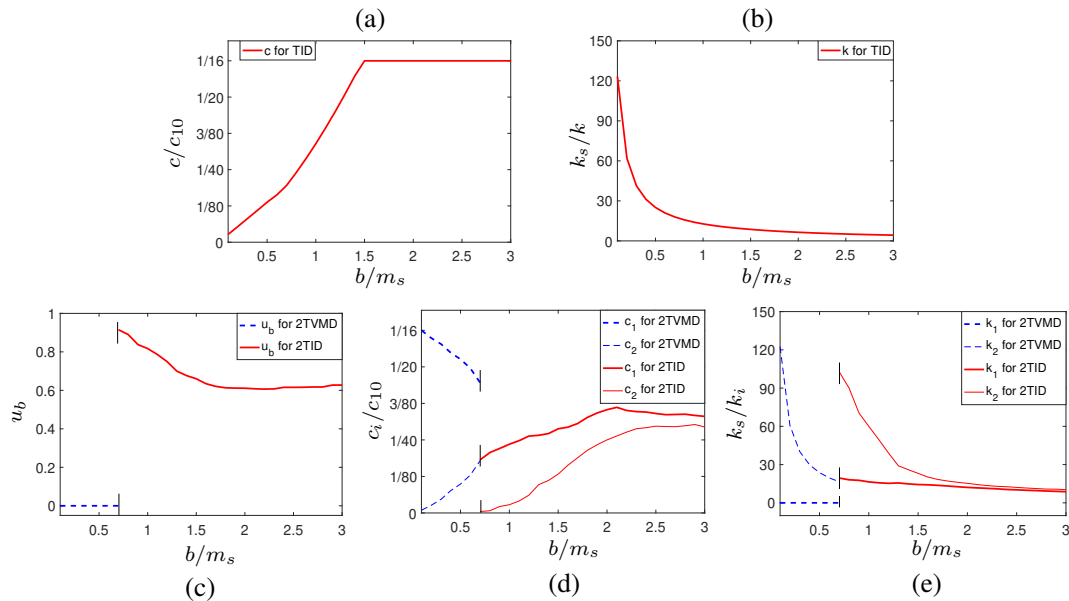 (a)
(b)
c for TID
1/16
1/20
3/80
1/40
1/80
0
c/c10
0.5 1 1.5 2 2.5 3
b/ms
k for TID
150
120
90
60
30
0
ks/k
0.5 1 1.5 2 2.5 3
b/ms
ub for 2TVMD
ub for 2TID
1
0.8
0.6
0.4
0.2
0
ub
0.5 1 1.5 2 2.5 3
b/ms
(c)
c1 for 2TVMD
c2 for 2TVMD
c1 for 2TID
c2 for 2TID
1/16
1/20
3/80
1/40
1/80
0
ci/c10
0.5 1 1.5 2 2.5 3
b/ms
(d)
k1 for 2TVMD
k2 for 2TVMD
k1 for 2TID
k2 for 2TID
150
120
90
60
30
0
ks/ki
0.5 1 1.5 2 2.5 3
b/ms
(e)